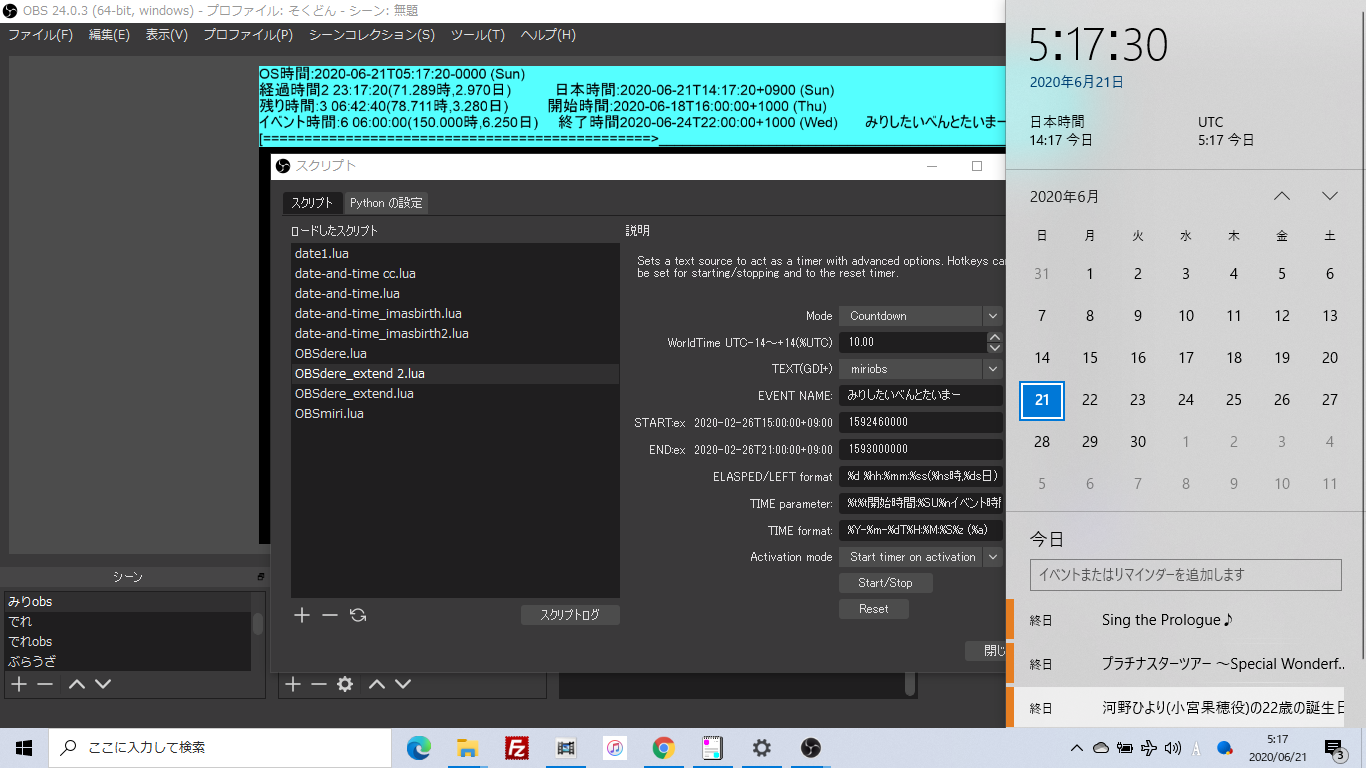 OBS 24.0.3 (64-bit, windows) - プロファイル: そくどん - シーン: 無題
ファイル(F) 編集(E) 表示(V) プロファイル(P) シーンコレクション(S) ツール(T) ヘルプ(H)
OS時間:2020-06-21T05:17:20-0000 (Sun)
経過時間2 23:17:20(71.289時,2.970日) 日本時間:2020-06-21T14:17:20+0900 (Sun)
残り時間:3 06:42:40(78.711時,3.280日) 開始時間:2020-06-18T16:00:00+1000 (Thu)
イベント時間:6 06:00:00(150.000時,6.250日) 終了時間2020-06-24T22:00:00+1000 (Wed) みりしたいべんとたいまー
[==================================================>
スクリプト
スクリプト Python の設定
ロードしたスクリプト
date1.lua
date-and-time cc.lua
date-and-time.lua
date-and-time_imasbirth.lua
date-and-time_imasbirth2.lua
OBSdere.lua
OBSdere_extend 2.lua
OBSdere_extend.lua
OBSmiri.lua
スクリプトログ
説明
Sets a text source to act as a timer with advanced options. Hotkeys can
be set for starting/stopping and to the reset timer.
Mode Countdown
WorldTime UTC-14～+14(%UTC) 10.00
TEXT(GDI+) miriobs
EVENT NAME: みりしたいべんとたいまー
START:ex 2020-02-26T15:00:00+09:00 1592460000
END:ex 2020-02-26T21:00:00+09:00 1593000000
ELASPED/LEFT format %d %hh:%mm:%ss(%hs時,%ds日)
TIME parameter: %t%t開始時間:%SU%nイベント時間
TIME format: %Y-%m-%dT%H:%M:%S%z (%a)
Activation mode Start timer on activation
Start/Stop
Reset
閉じ
シーン
みりobs
でれ
でれobs
ぶらうざ
5:17:30
2020年6月21日
日本時間 UTC
14:17 今日 5:17 今日
2020年6月
日 月 火 水 木 金 土
31 1 2 3 4 5 6
7 8 9 10 11 12 13
14 15 16 17 18 19 20
21 22 23 24 25 26 27
28 29 30 1 2 3 4
5 6 7 8 9 10 11
今日
イベントまたはリマインダーを追加します
終日 Sing the Prologue♪
終日 プラチナスターツアー ～Special Wonderf...
終日 河野ひより(小宮果穂役)の22歳の誕生日
ここに入力して検索
A
5:17
2020/06/21
3